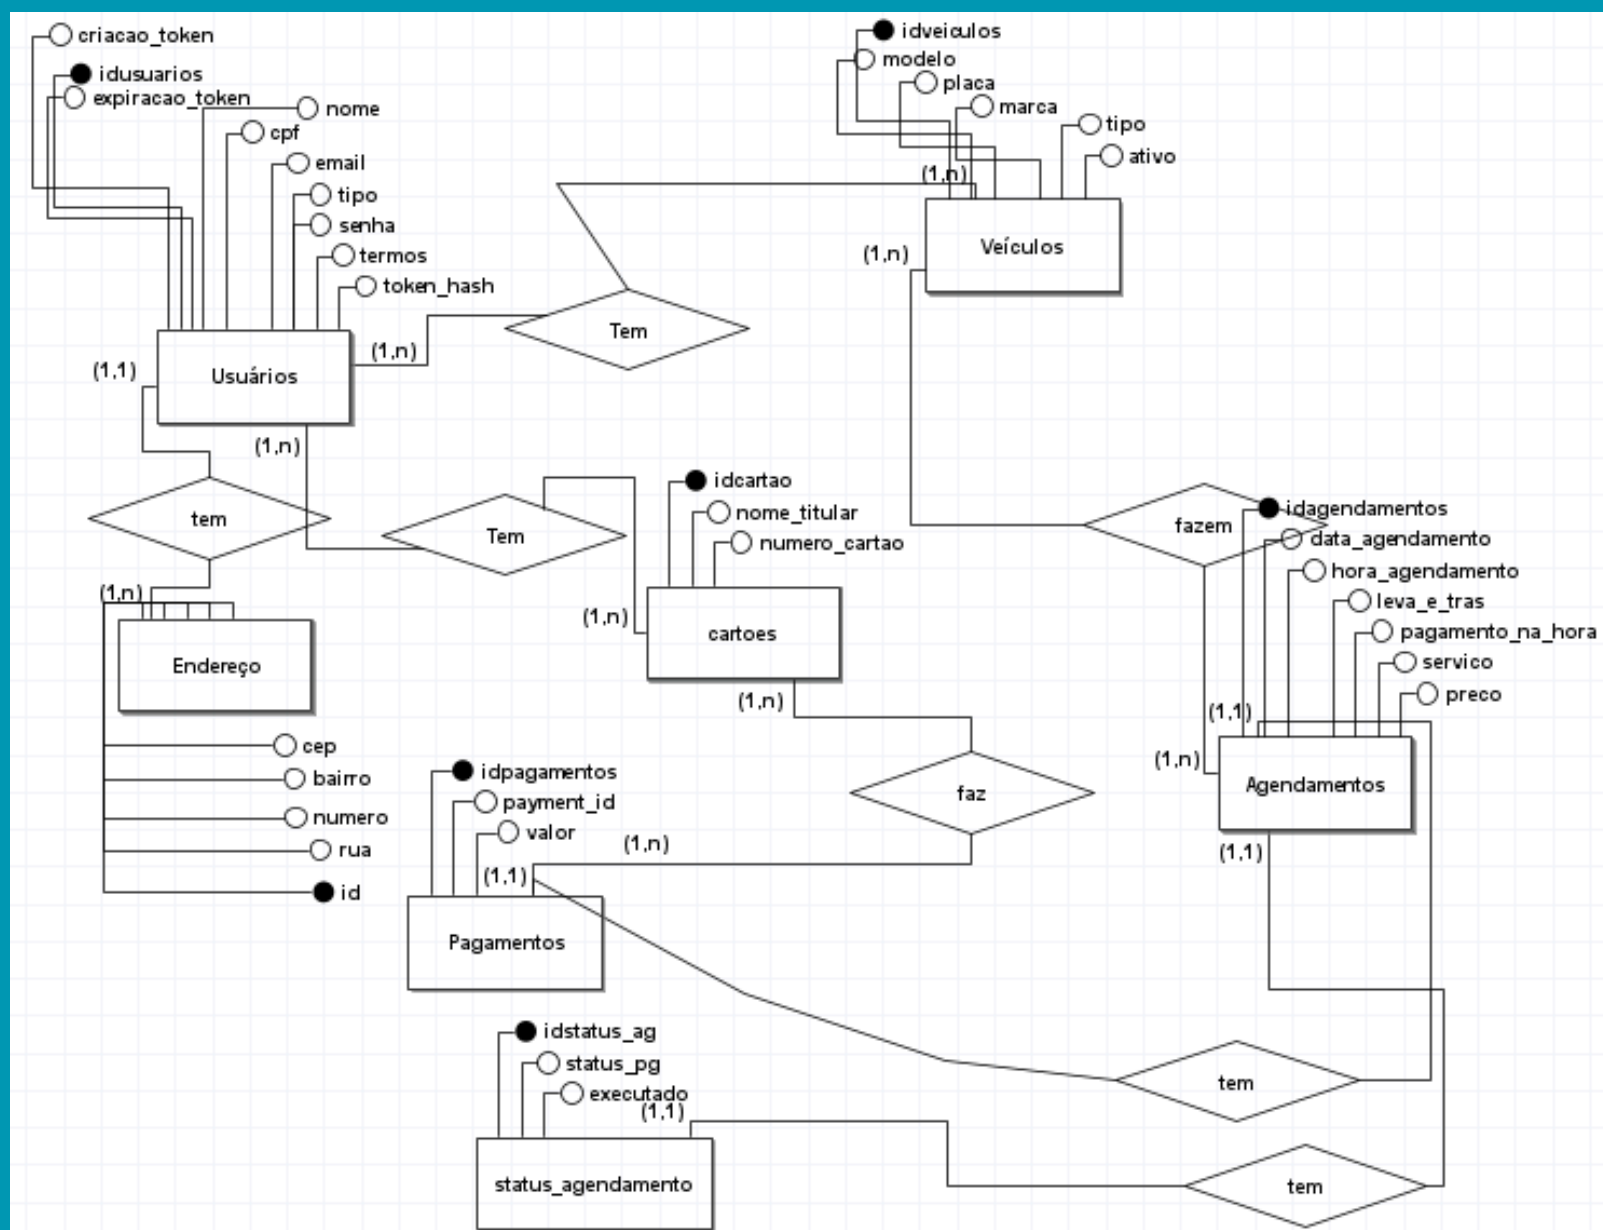 criacao_token
idusuarios
expiracao_token
nome
cpf
email
tipo
senha
termos
token_hash
(1,1)
Usuários
(1,n)
(1,n)
Tem
idveiculos
modelo
placa
marca
tipo
ativo
(1,n)
Veículos
(1,n)
tem
(1,n)
Endereço
cep
bairro
numero
rua
id
Tem
idcartao
nome_titular
numero_cartao
(1,n)
cartoes
(1,n)
fazem
idagendamentos
data_agendamento
hora_agendamento
leva_e_tras
pagamento_na_hora
servico
preco
(1,1)
(1,n)
Agendamentos
(1,1)
faz
idpagamentos
payment_id
valor
(1,n)
(1,1)
Pagamentos
tem
idstatus_ag
status_pg
executado
(1,1)
status_agendamento
tem